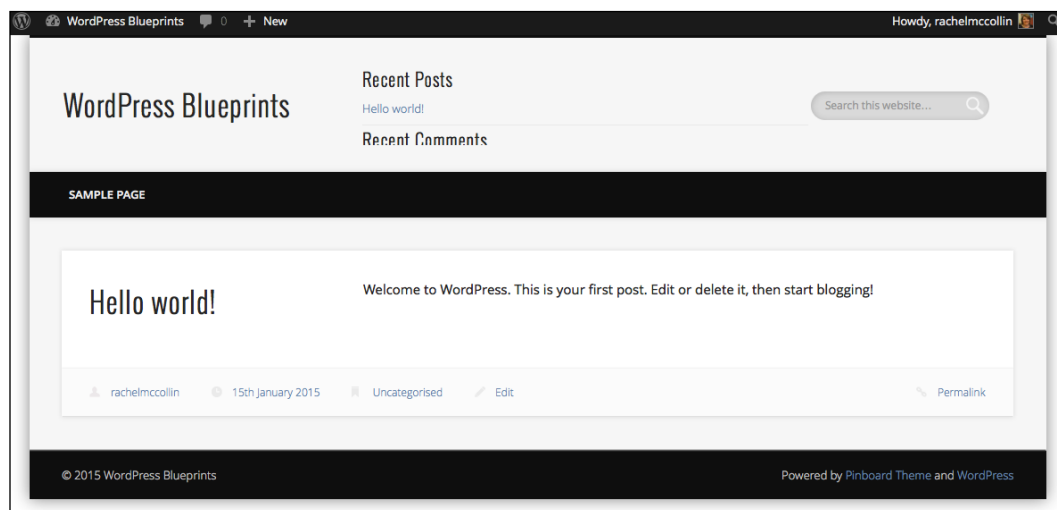 WordPress Blueprints 0 + New Howdy, rachelmccollin
WordPress Blueprints
Recent Posts
Hello world!
Recent Comments
Search this website...
SAMPLE PAGE
Hello world!
Welcome to WordPress. This is your first post. Edit or delete it, then start blogging!
rachelmccollin 15th January 2015 Uncategorised Edit Permalink
© 2015 WordPress Blueprints Powered by Pinboard Theme and WordPress